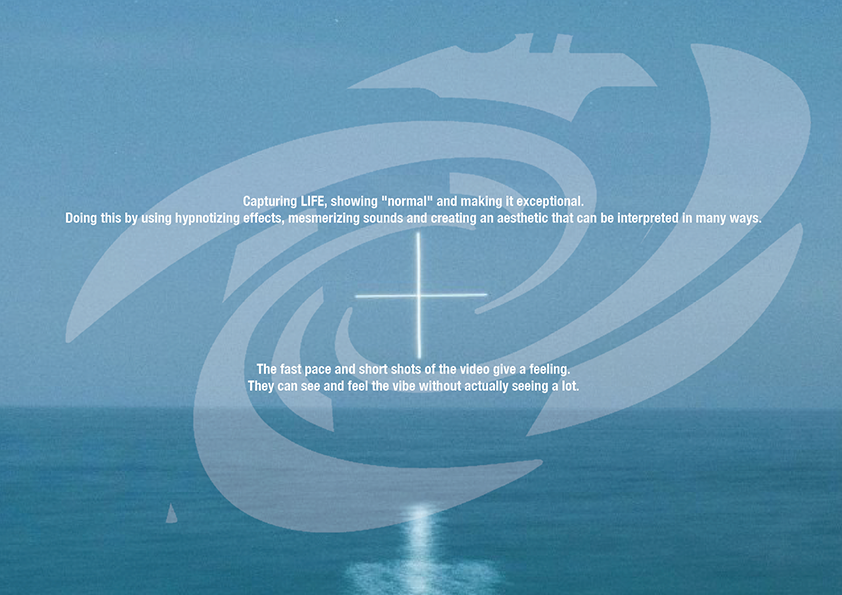 Capturing LIFE, showing "normal" and making it exceptional.
Doing this by using hypnotizing effects, mesmerizing sounds and creating an aesthetic that can be interpreted in many ways.
The fast pace and short shots of the video give a feeling.
They can see and feel the vibe without actually seeing a lot.